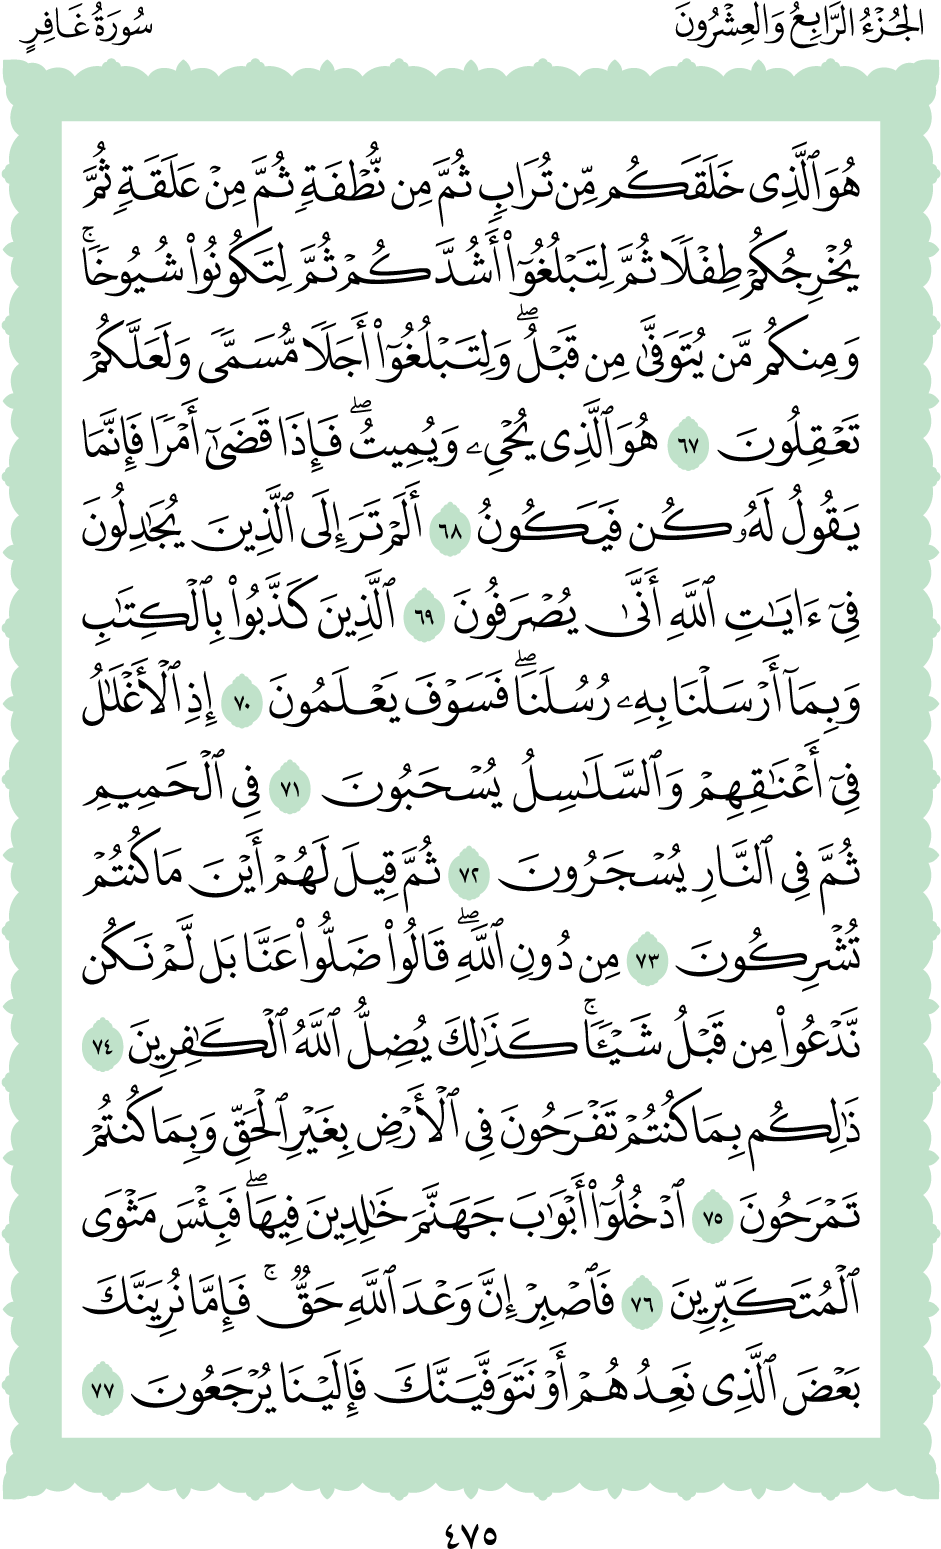 الجُزْءُ الرَّابِعُ وَالعِشْرُونَ
سُورَةُ غَافِرٍ
هُوَ ٱلَّذِى خَلَقَكُم مِّن تُرَابٍ ثُمَّ مِن نُّطْفَةٍ ثُمَّ مِنْ عَلَقَةٍ ثُمَّ
يُخْرِجُكُمْ طِفْلًا ثُمَّ لِتَبْلُغُوٓا۟ أَشُدَّكُمْ ثُمَّ لِتَكُونُوا۟ شُيُوخًا ۚ
وَمِنكُم مَّن يُتَوَفَّىٰ مِن قَبْلُ ۖ وَلِتَبْلُغُوٓا۟ أَجَلًا مُّسَمًّى وَلَعَلَّكُمْ
تَعْقِلُونَ ٦٧ هُوَ ٱلَّذِى يُحْىِۦ وَيُمِيتُ ۖ فَإِذَا قَضَىٰٓ أَمْرًا فَإِنَّمَا
يَقُولُ لَهُۥ كُن فَيَكُونُ ٦٨ أَلَمْ تَرَ إِلَى ٱلَّذِينَ يُجَٰدِلُونَ
فِىٓ ءَايَٰتِ ٱللَّهِ أَنَّىٰ يُصْرَفُونَ ٦٩ ٱلَّذِينَ كَذَّبُوا۟ بِٱلْكِتَٰبِ
وَبِمَآ أَرْسَلْنَا بِهِۦ رُسُلَنَا ۖ فَسَوْفَ يَعْلَمُونَ ٧٠ إِذِ ٱلْأَغْلَٰلُ
فِىٓ أَعْنَٰقِهِمْ وَٱلسَّلَٰسِلُ يُسْحَبُونَ ٧١ فِى ٱلْحَمِيمِ
ثُمَّ فِى ٱلنَّارِ يُسْجَرُونَ ٧٢ ثُمَّ قِيلَ لَهُمْ أَيْنَ مَا كُنتُمْ
تُشْرِكُونَ ٧٣ مِن دُونِ ٱللَّهِ ۖ قَالُوا۟ ضَلُّوا۟ عَنَّا بَل لَّمْ نَكُن
نَّدْعُوا۟ مِن قَبْلُ شَيْـًٔا ۚ كَذَٰلِكَ يُضِلُّ ٱللَّهُ ٱلْكَٰفِرِينَ ٧٤
ذَٰلِكُم بِمَا كُنتُمْ تَفْرَحُونَ فِى ٱلْأَرْضِ بِغَيْرِ ٱلْحَقِّ وَبِمَا كُنتُمْ
تَمْرَحُونَ ٧٥ ٱدْخُلُوٓا۟ أَبْوَٰبَ جَهَنَّمَ خَٰلِدِينَ فِيهَا ۖ فَبِئْسَ مَثْوَى
ٱلْمُتَكَبِّرِينَ ٧٦ فَٱصْبِرْ إِنَّ وَعْدَ ٱللَّهِ حَقٌّ ۚ فَإِمَّا نُرِيَنَّكَ
بَعْضَ ٱلَّذِى نَعِدُهُمْ أَوْ نَتَوَفَّيَنَّكَ فَإِلَيْنَا يُرْجَعُونَ ٧٧
٤٧٥